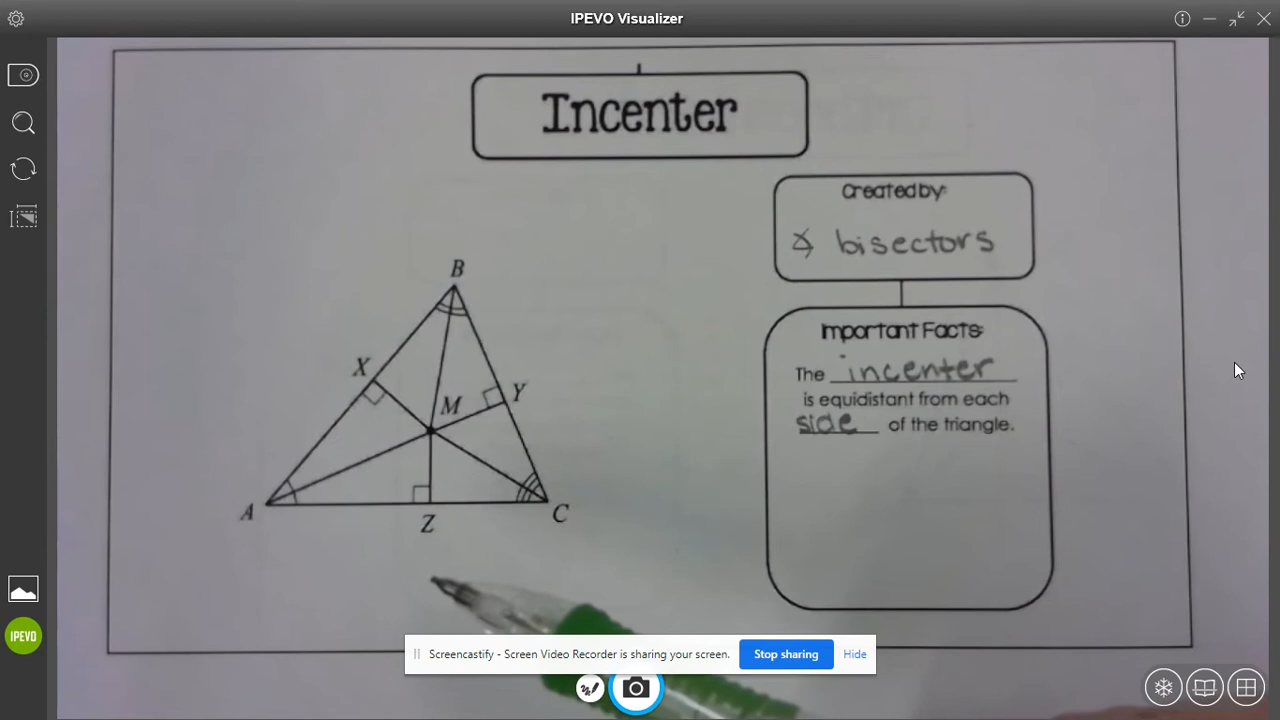 IPEVO Visualizer
Incenter
Created by:
∡ bisectors
Important Facts:
The incenter
is equidistant from each
side of the triangle.
B
X
Y
M
A
Z
C
IPEVO
Screencastify - Screen Video Recorder is sharing your screen.
Stop sharing
Hide